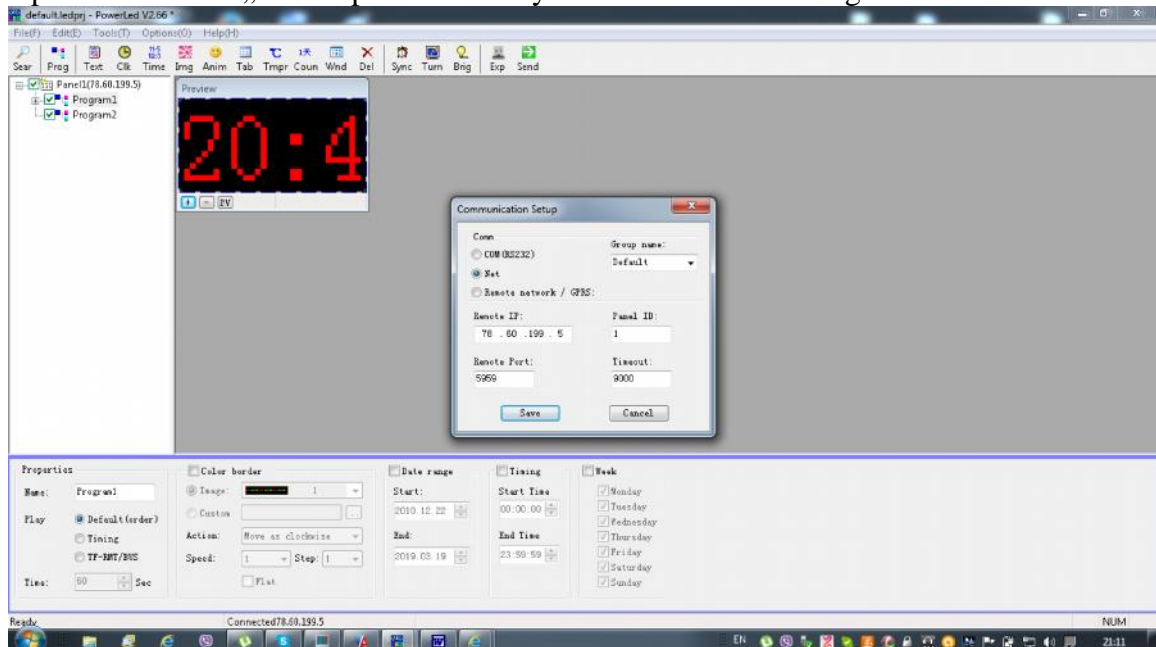 default.ledprj - PowerLed V2.66 *
File(F) Edit(E) Tools(T) Options(O) Help(H)
Sear Prog Text Clk Time Img Anim Tab Tmpr Coun Wnd Del Sync Turn Brig Exp Send
Panel1(78.60.199.5)
Program1
Program2
Preview
20:4
+ - PV
Communication Setup
Comm
COM(RS232)
Net
Remote network / GPRS:
Group name:
Default
Remote IP:
78 . 60 . 199 . 5
Panel ID:
1
Remote Port:
5959
Timeout:
9000
Save Cancel
Properties
Name: Program1
Play Default(order)
Timing
TF-RMT/BUS
Time: 60 Sec
Color border
Image: 1
Custom ...
Action: Move as clockwise
Speed: 1 Step: 1
Flat
Date range
Start:
2010.12.22
End:
2019.03.19
Timing
Start Time
00:00:00
End Time
23:59:59
Week
Monday
Tuesday
Wednesday
Thursday
Friday
Saturday
Sunday
Ready Connected78.60.199.5 NUM
EN 21:11